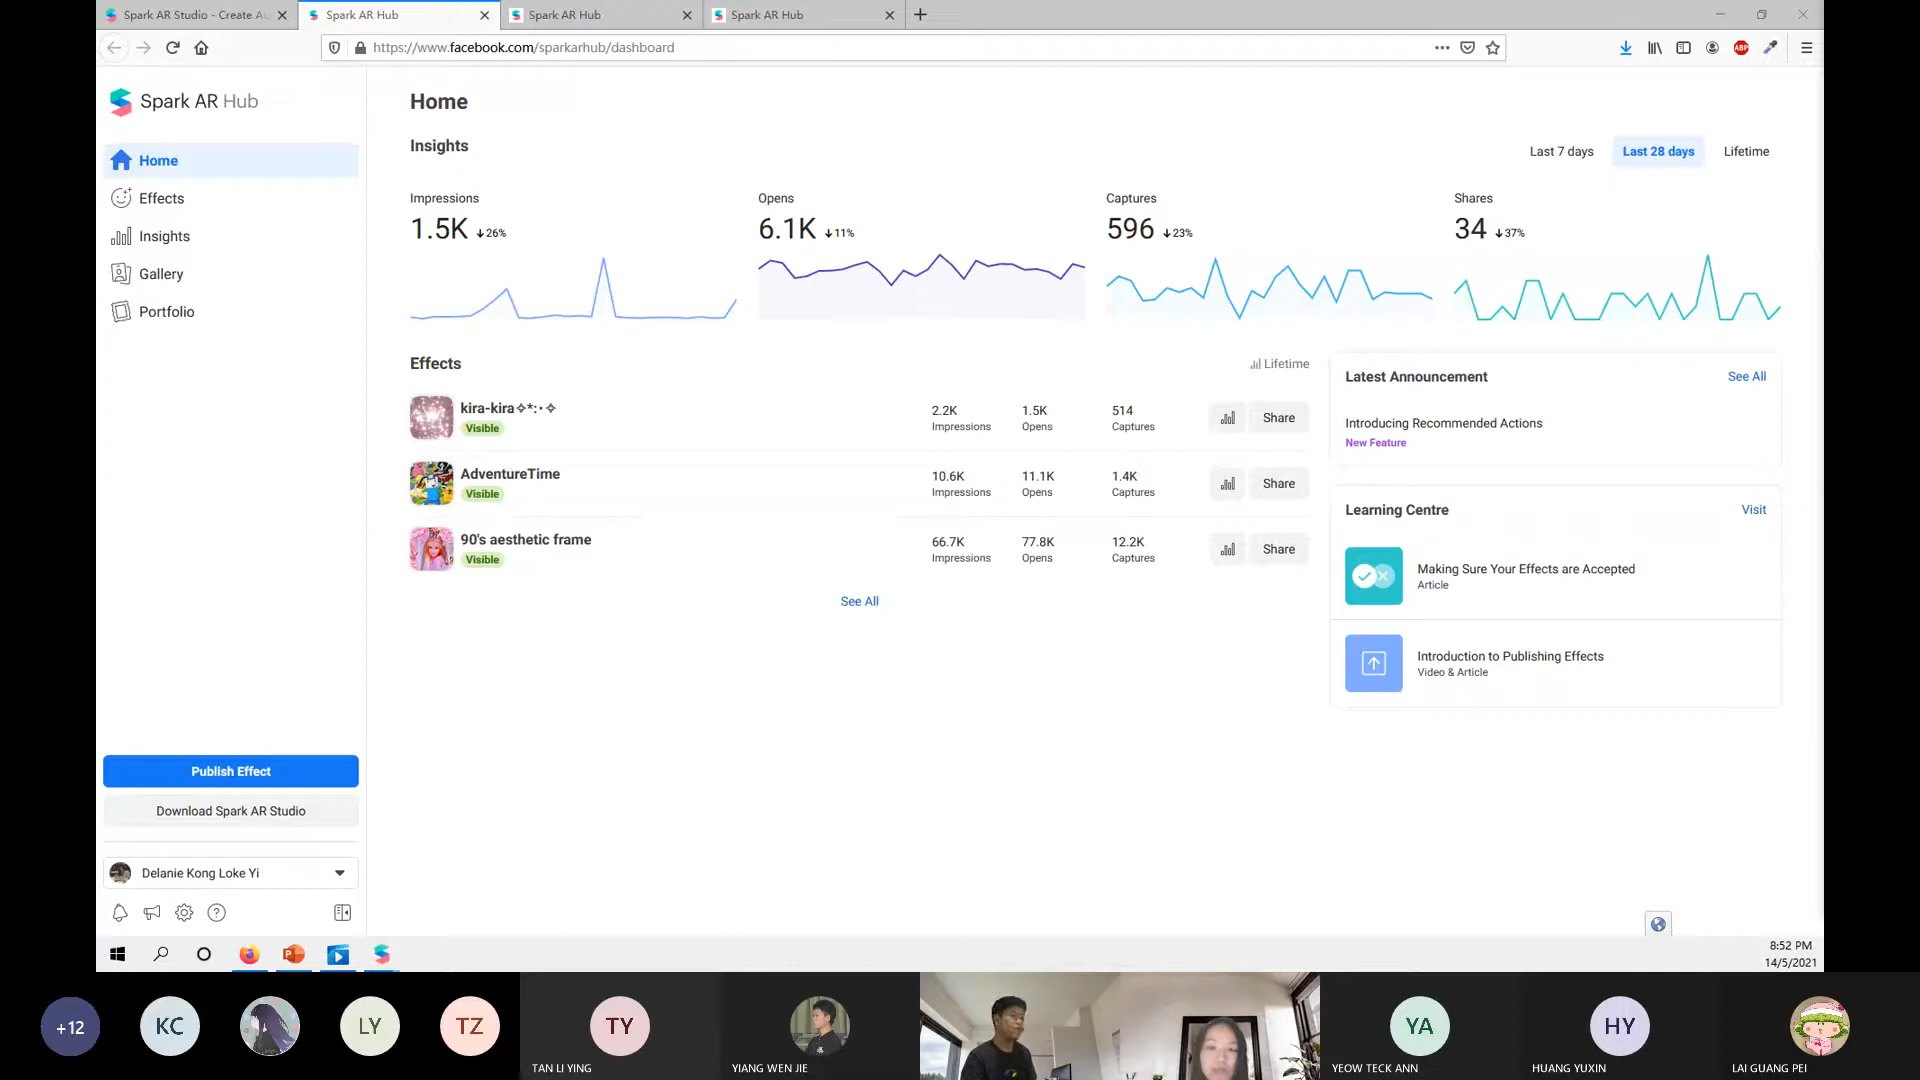 Spark AR Studio - Create Au
Spark AR Hub
Spark AR Hub
Spark AR Hub
https://www.facebook.com/sparkarhub/dashboard
ABP
Spark AR Hub
Home
Effects
Insights
Gallery
Portfolio
Publish Effect
Download Spark AR Studio
Delanie Kong Loke Yi
Home
Insights
Last 7 days
Last 28 days
Lifetime
Impressions
1.5K ↓26%
Opens
6.1K ↓11%
Captures
596 ↓23%
Shares
34 ↓37%
Effects
Lifetime
kira-kira✧*:･✧
Visible
2.2K
Impressions
1.5K
Opens
514
Captures
Share
AdventureTime
Visible
10.6K
Impressions
11.1K
Opens
1.4K
Captures
Share
90's aesthetic frame
Visible
66.7K
Impressions
77.8K
Opens
12.2K
Captures
Share
See All
Latest Announcement
See All
Introducing Recommended Actions
New Feature
Learning Centre
Visit
Making Sure Your Effects are Accepted
Article
Introduction to Publishing Effects
Video & Article
8:52 PM
14/5/2021
+12
KC
LY
TZ
TY
TAN LI YING
YIANG WEN JIE
YA
YEOW TECK ANN
HY
HUANG YUXIN
LAI GUANG PEI